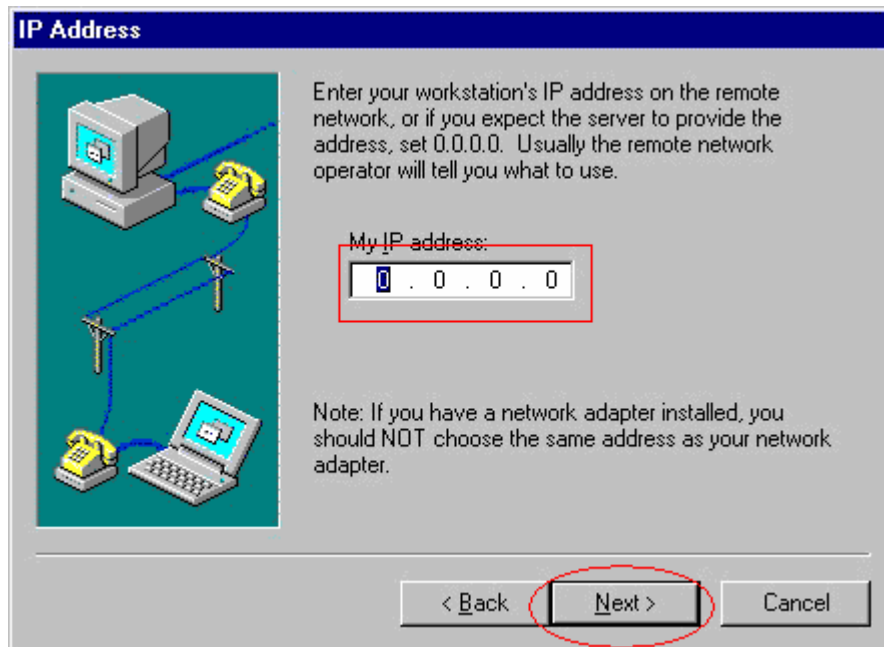 IP Address
Enter your workstation's IP address on the remote
network, or if you expect the server to provide the
address, set 0.0.0.0. Usually the remote network
operator will tell you what to use.
My IP address:
0 . 0 . 0 . 0
Note: If you have a network adapter installed, you
should NOT choose the same address as your network
adapter.
< Back Next > Cancel